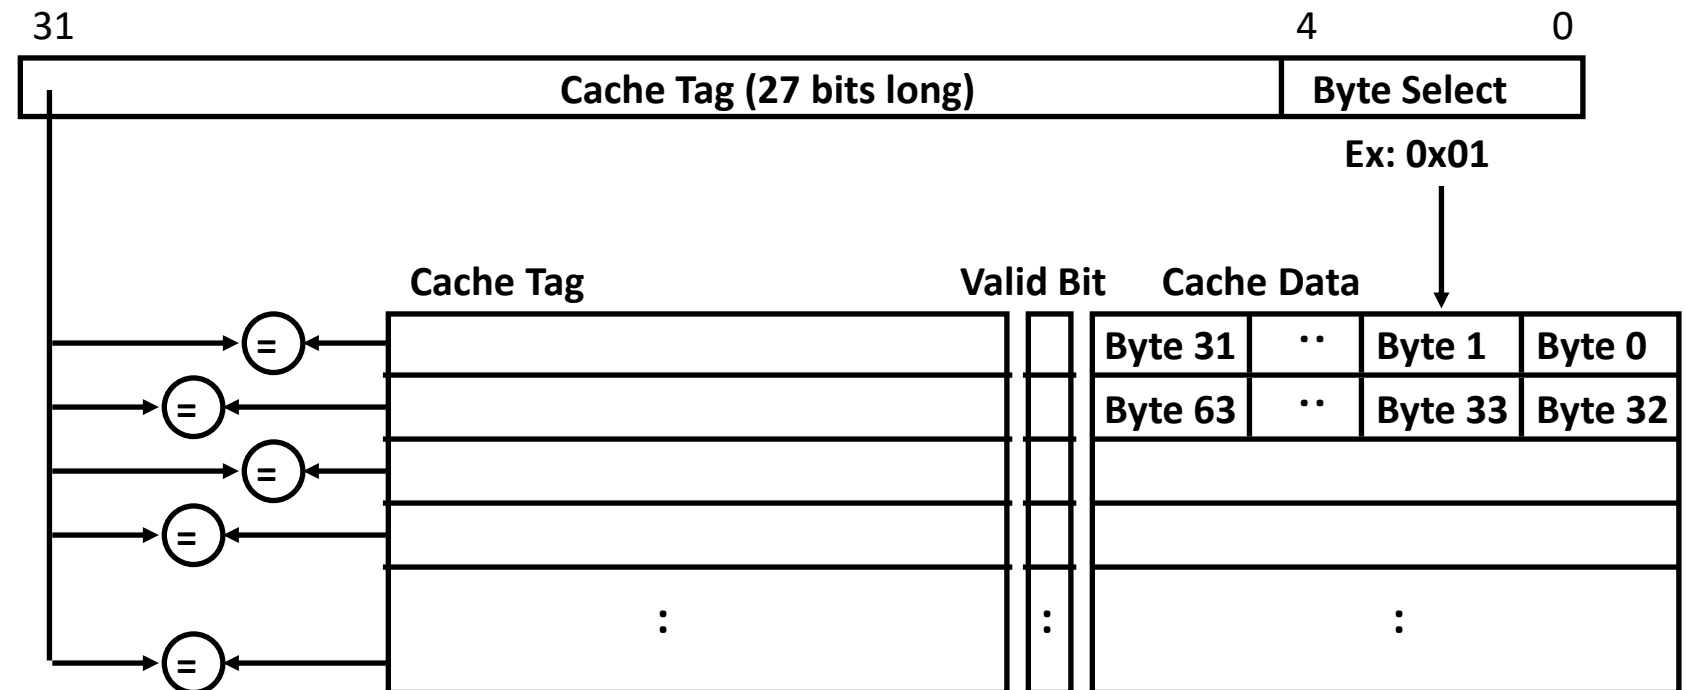 31 4 0
Cache Tag (27 bits long) Byte Select
Ex: 0x01
Cache Tag Valid Bit Cache Data
= Byte 31 .. Byte 1 Byte 0
= Byte 63 .. Byte 33 Byte 32
=
=
: : :
=